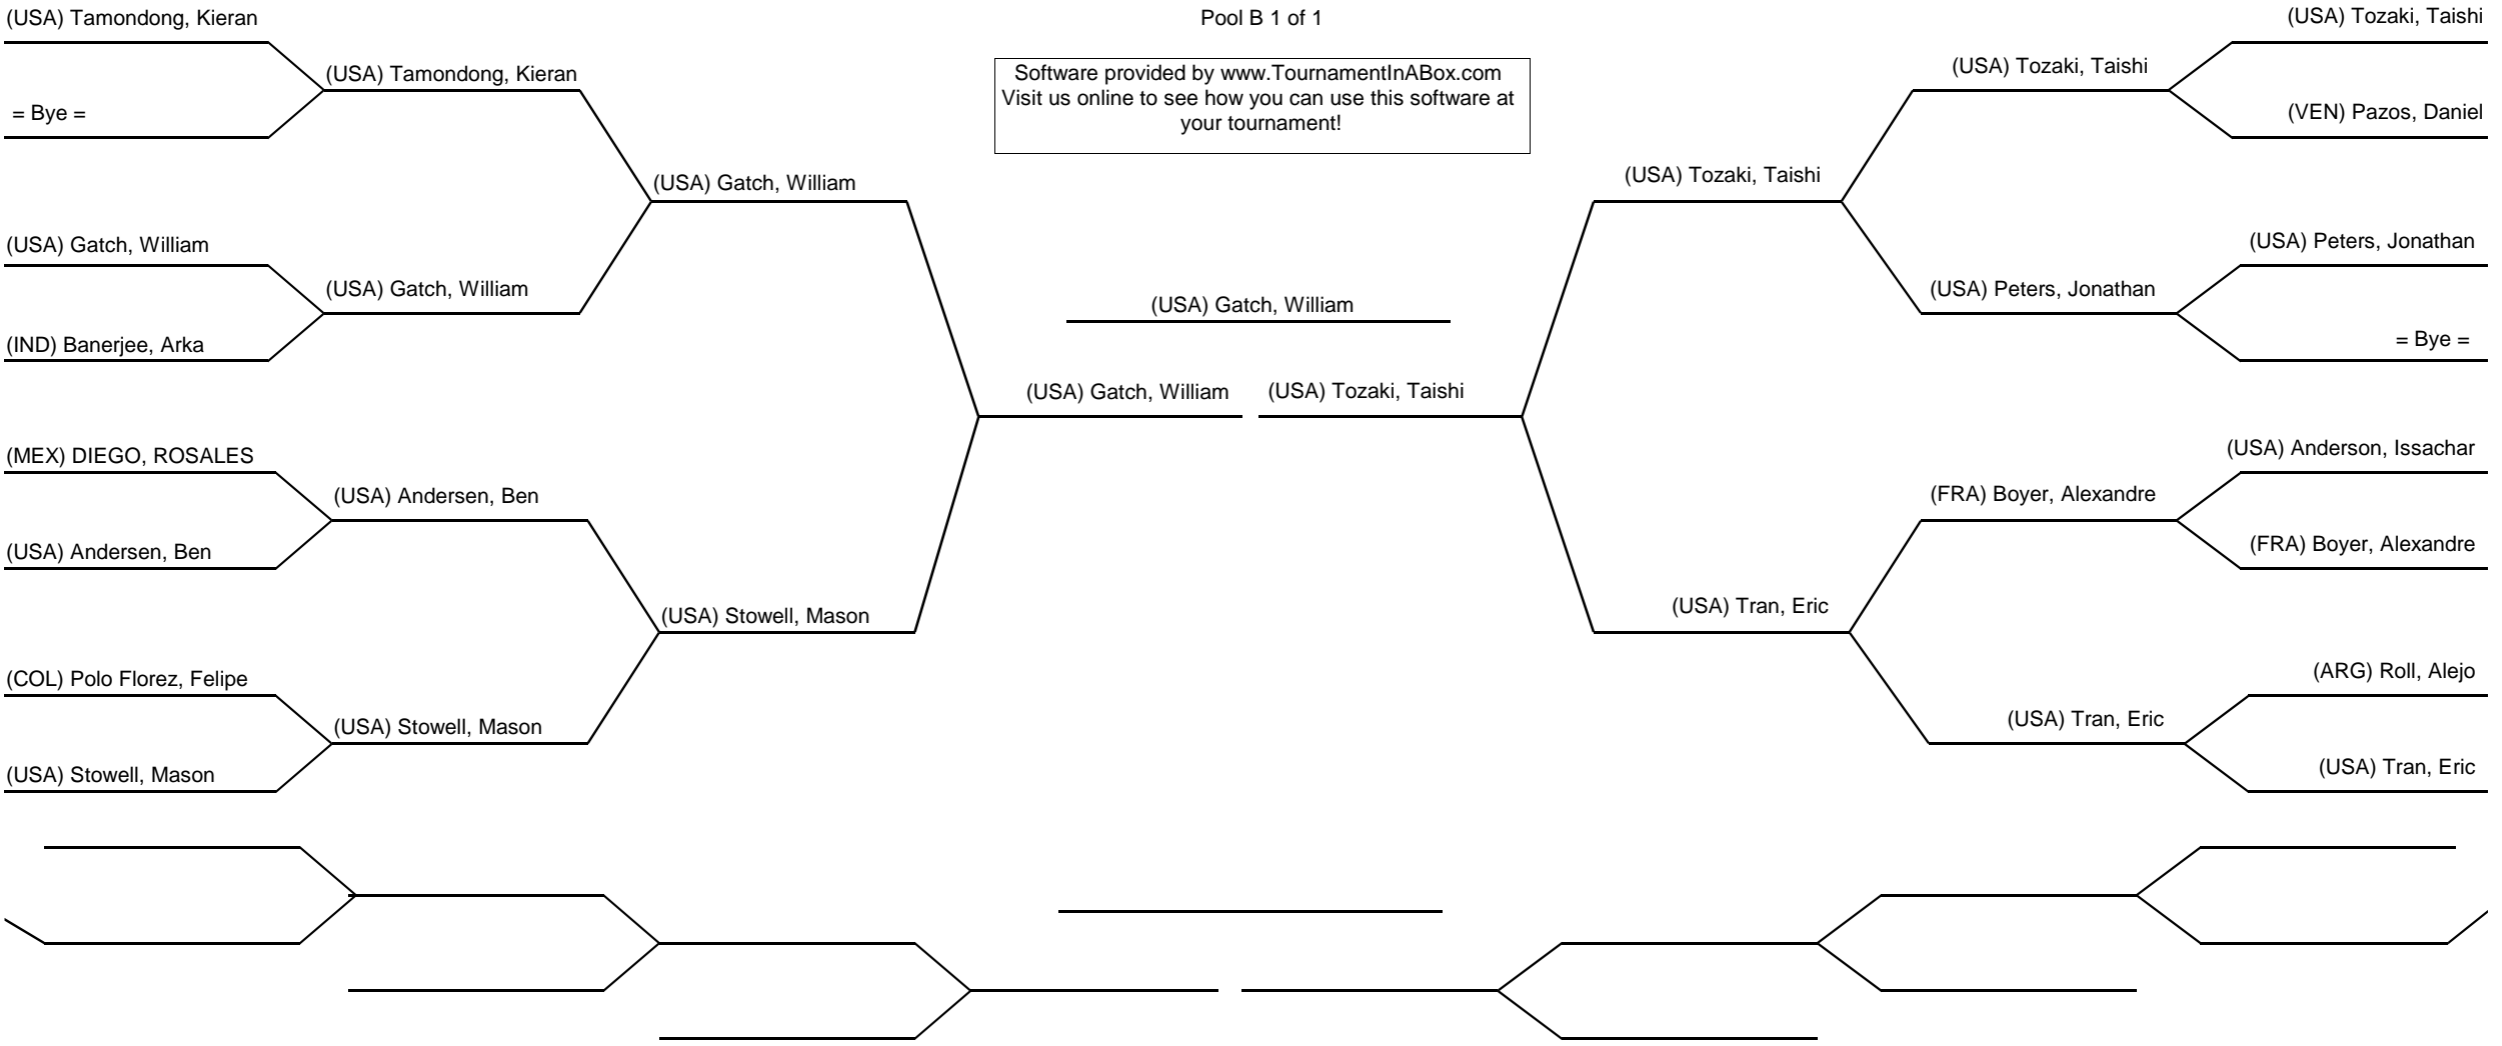 (USA) Tamondong, Kieran
= Bye =
(USA) Gatch, William
(IND) Banerjee, Arka
(MEX) DIEGO, ROSALES
(USA) Andersen, Ben
(COL) Polo Florez, Felipe
(USA) Stowell, Mason
(USA) Tamondong, Kieran
(USA) Gatch, William
(USA) Andersen, Ben
(USA) Stowell, Mason
(USA) Gatch, William
(USA) Stowell, Mason
Pool B 1 of 1
Software provided by www.TournamentInABox.com
Visit us online to see how you can use this software at
your tournament!
(USA) Gatch, William
(USA) Gatch, William
(USA) Tozaki, Taishi
(USA) Tozaki, Taishi
(USA) Tran, Eric
(USA) Tozaki, Taishi
(USA) Peters, Jonathan
(FRA) Boyer, Alexandre
(USA) Tran, Eric
(USA) Tozaki, Taishi
(VEN) Pazos, Daniel
(USA) Peters, Jonathan
= Bye =
(USA) Anderson, Issachar
(FRA) Boyer, Alexandre
(ARG) Roll, Alejo
(USA) Tran, Eric